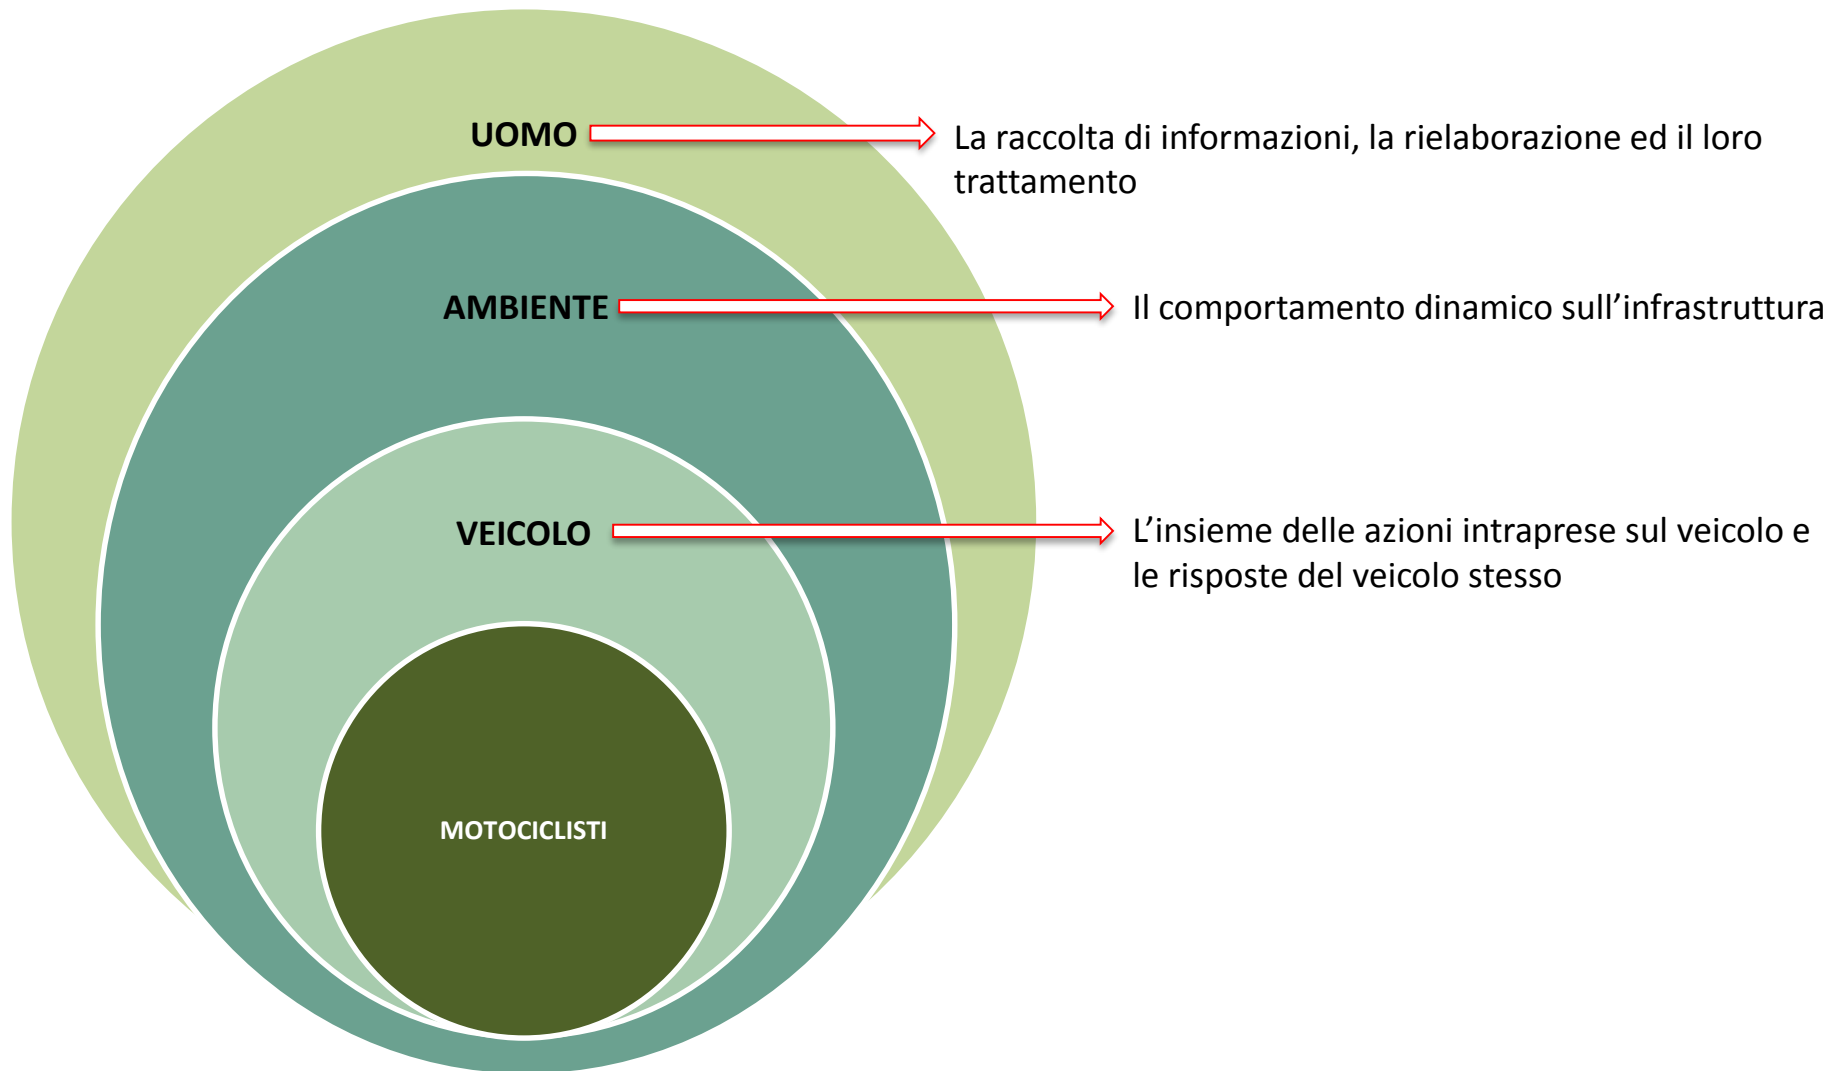 UOMO
La raccolta di informazioni, la rielaborazione ed il loro
trattamento
AMBIENTE
Il comportamento dinamico sull’infrastruttura
VEICOLO
L’insieme delle azioni intraprese sul veicolo e
le risposte del veicolo stesso
MOTOCICLISTI